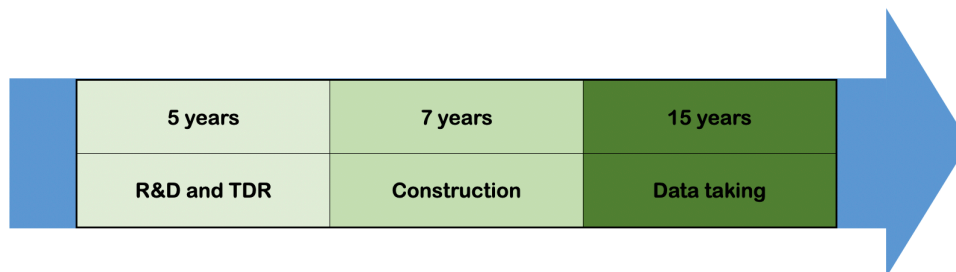 5 years 7 years 15 years
R&D and TDR Construction Data taking